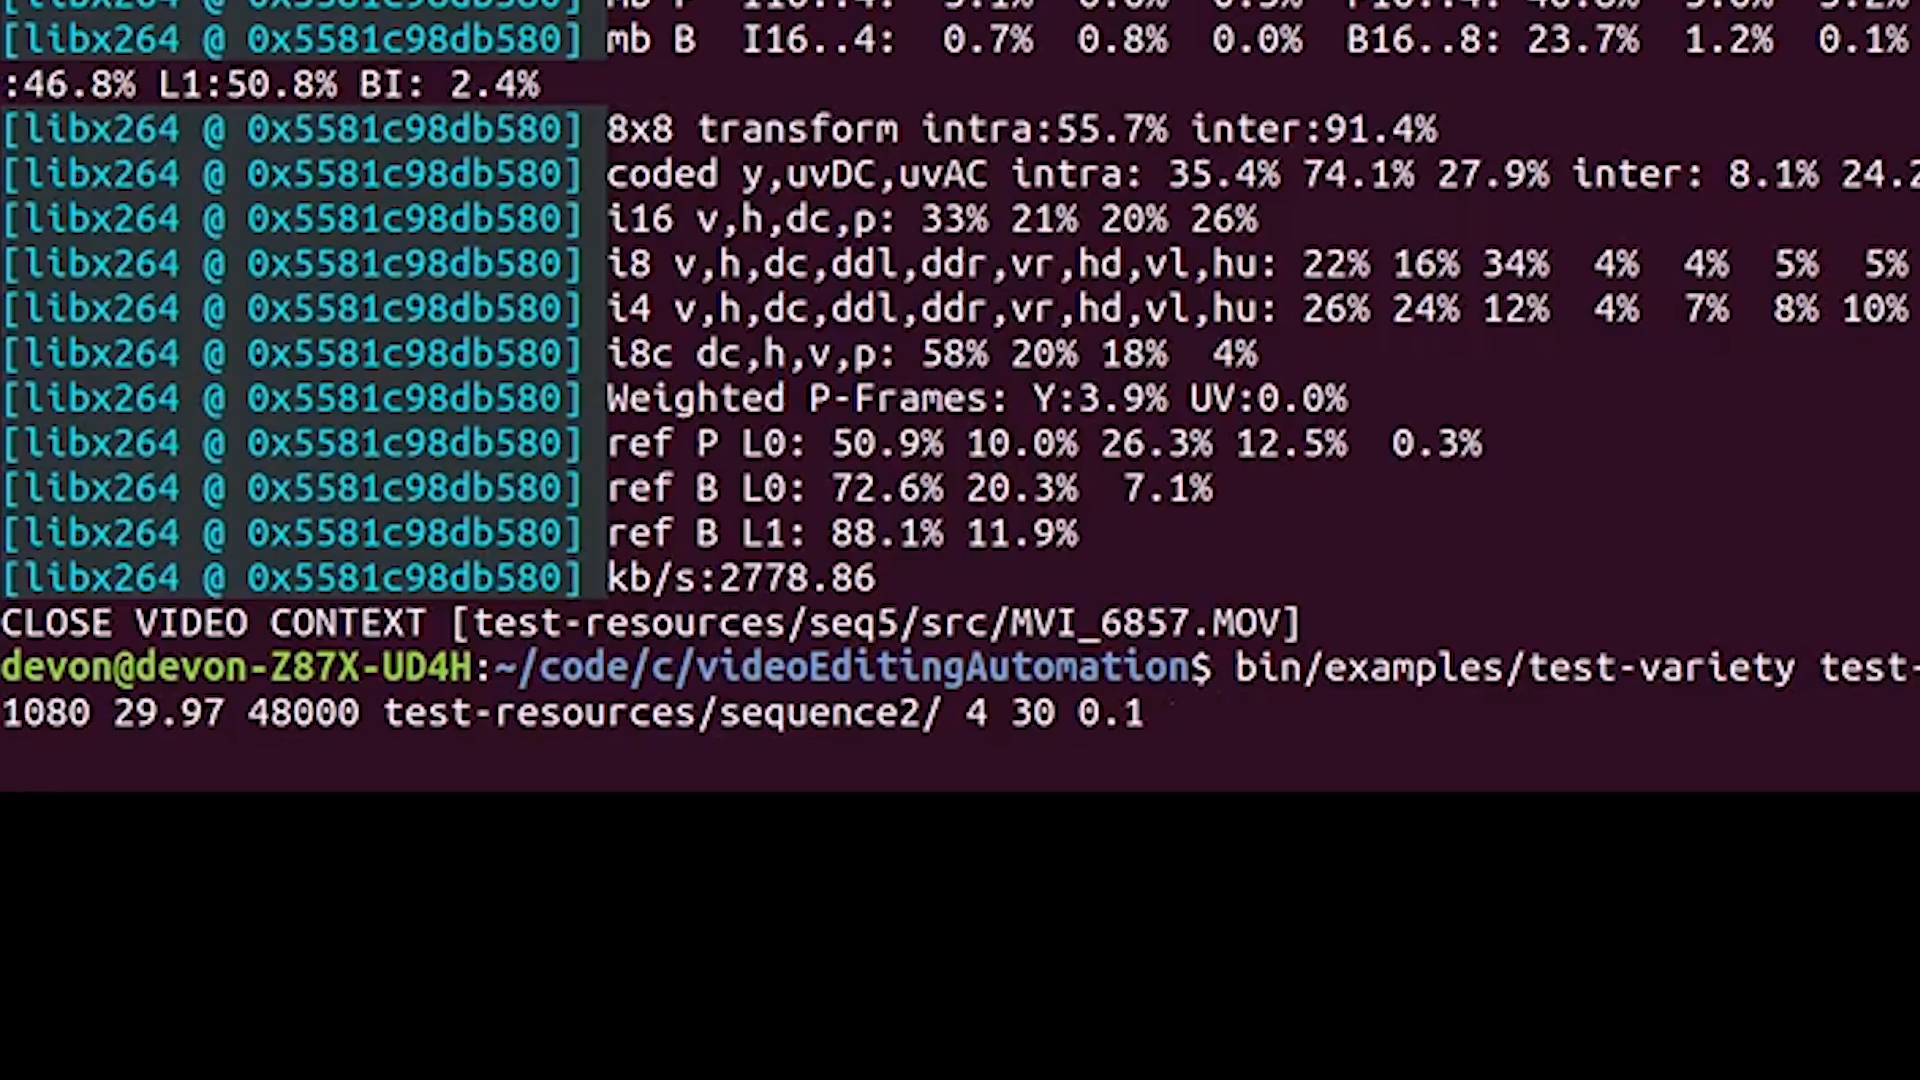 [libx264 @ 0x5581c98db580] mb B I16..4: 0.7% 0.8% 0.0% B16..8: 23.7% 1.2% 0.1%
:46.8% L1:50.8% BI: 2.4%
[libx264 @ 0x5581c98db580] 8x8 transform intra:55.7% inter:91.4%
[libx264 @ 0x5581c98db580] coded y,uvDC,uvAC intra: 35.4% 74.1% 27.9% inter: 8.1% 24.2
[libx264 @ 0x5581c98db580] i16 v,h,dc,p: 33% 21% 20% 26%
[libx264 @ 0x5581c98db580] i8 v,h,dc,ddl,ddr,vr,hd,vl,hu: 22% 16% 34% 4% 4% 5% 5%
[libx264 @ 0x5581c98db580] i4 v,h,dc,ddl,ddr,vr,hd,vl,hu: 26% 24% 12% 4% 7% 8% 10%
[libx264 @ 0x5581c98db580] i8c dc,h,v,p: 58% 20% 18% 4%
[libx264 @ 0x5581c98db580] Weighted P-Frames: Y:3.9% UV:0.0%
[libx264 @ 0x5581c98db580] ref P L0: 50.9% 10.0% 26.3% 12.5% 0.3%
[libx264 @ 0x5581c98db580] ref B L0: 72.6% 20.3% 7.1%
[libx264 @ 0x5581c98db580] ref B L1: 88.1% 11.9%
[libx264 @ 0x5581c98db580] kb/s:2778.86
CLOSE VIDEO CONTEXT [test-resources/seq5/src/MVI_6857.MOV]
devon@devon-Z87X-UD4H:~/code/c/videoEditingAutomation$ bin/examples/test-variety test-
1080 29.97 48000 test-resources/sequence2/ 4 30 0.1